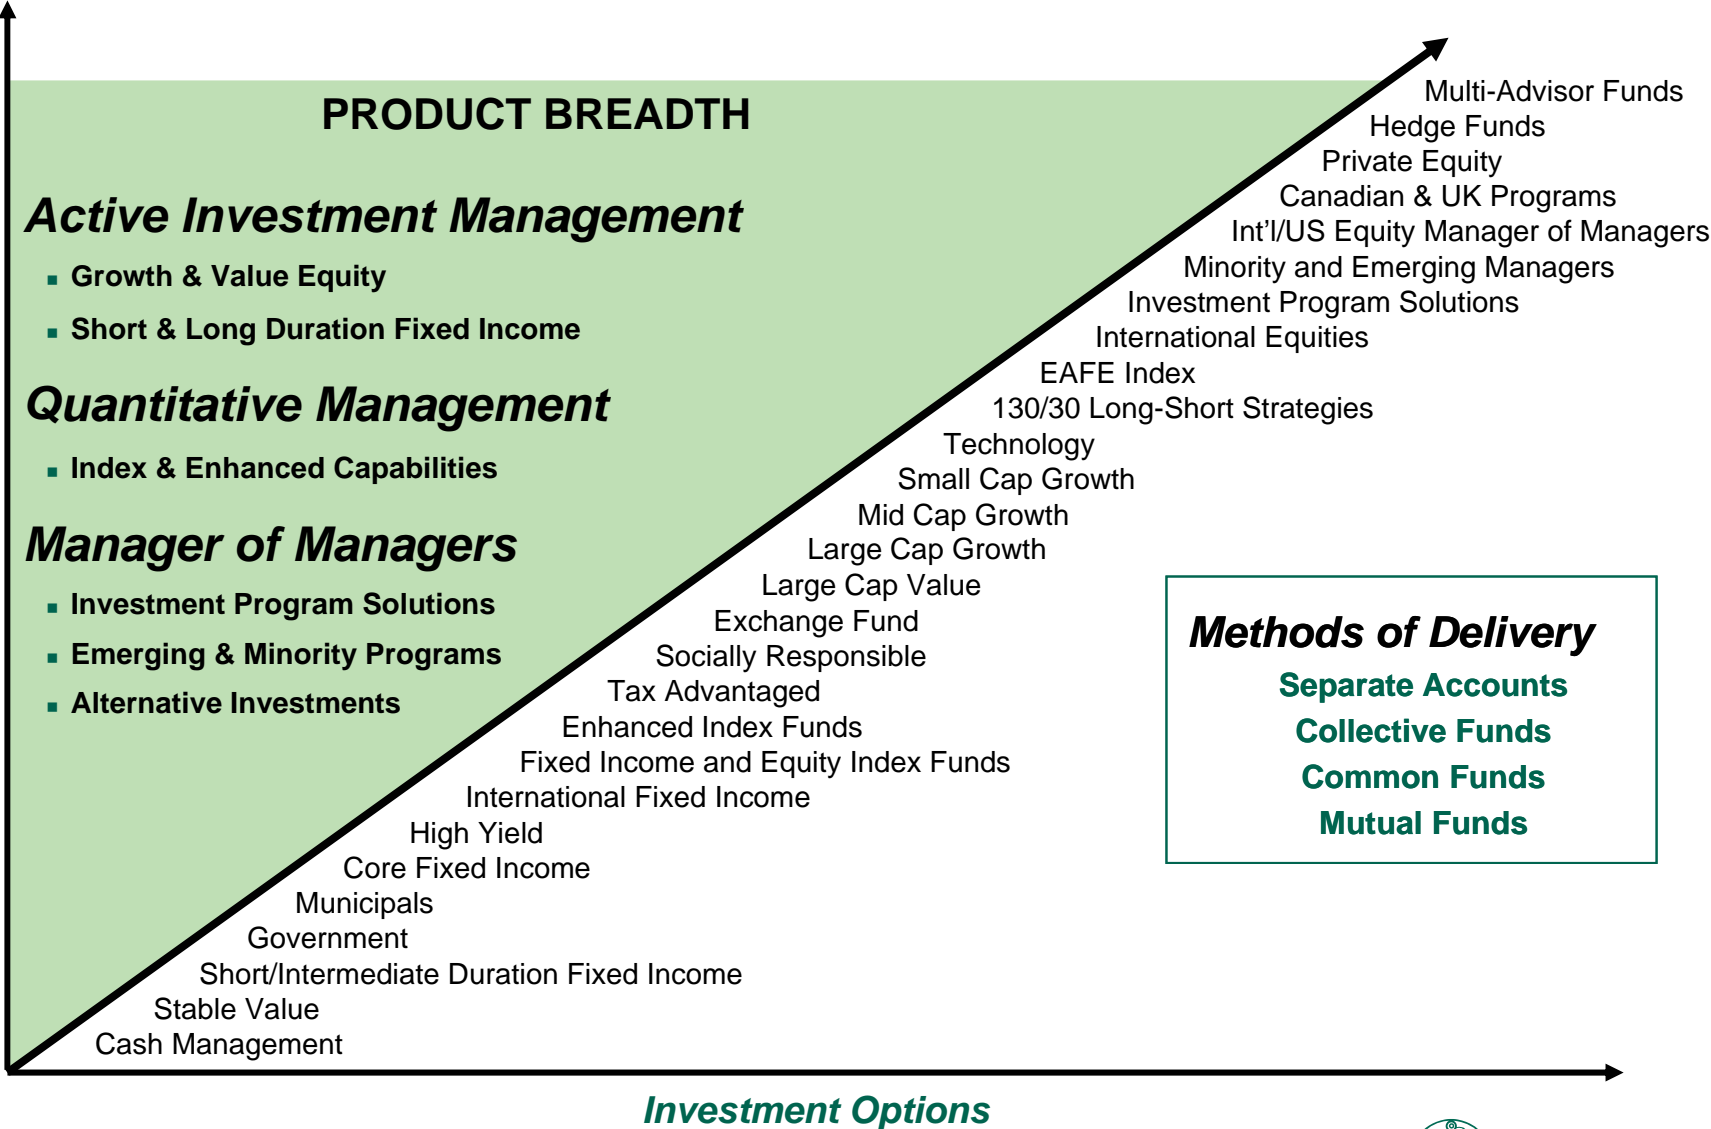 PRODUCT BREADTH
Active Investment Management
Growth & Value Equity
Short & Long Duration Fixed Income
Quantitative Management
Index & Enhanced Capabilities
Manager of Managers
Investment Program Solutions
Emerging & Minority Programs
Alternative Investments
Multi-Advisor Funds
Hedge Funds
Private Equity
Canadian & UK Programs
Int’l/US Equity Manager of Managers
Minority and Emerging Managers
Investment Program Solutions
International Equities
EAFE Index
130/30 Long-Short Strategies
Technology
Small Cap Growth
Mid Cap Growth
Large Cap Growth
Large Cap Value
Exchange Fund
Socially Responsible
Tax Advantaged
Enhanced Index Funds
Fixed Income and Equity Index Funds
International Fixed Income
High Yield
Core Fixed Income
Municipals
Government
Short/Intermediate Duration Fixed Income
Stable Value
Cash Management
Methods of Delivery
Separate Accounts
Collective Funds
Common Funds
Mutual Funds
Investment Options